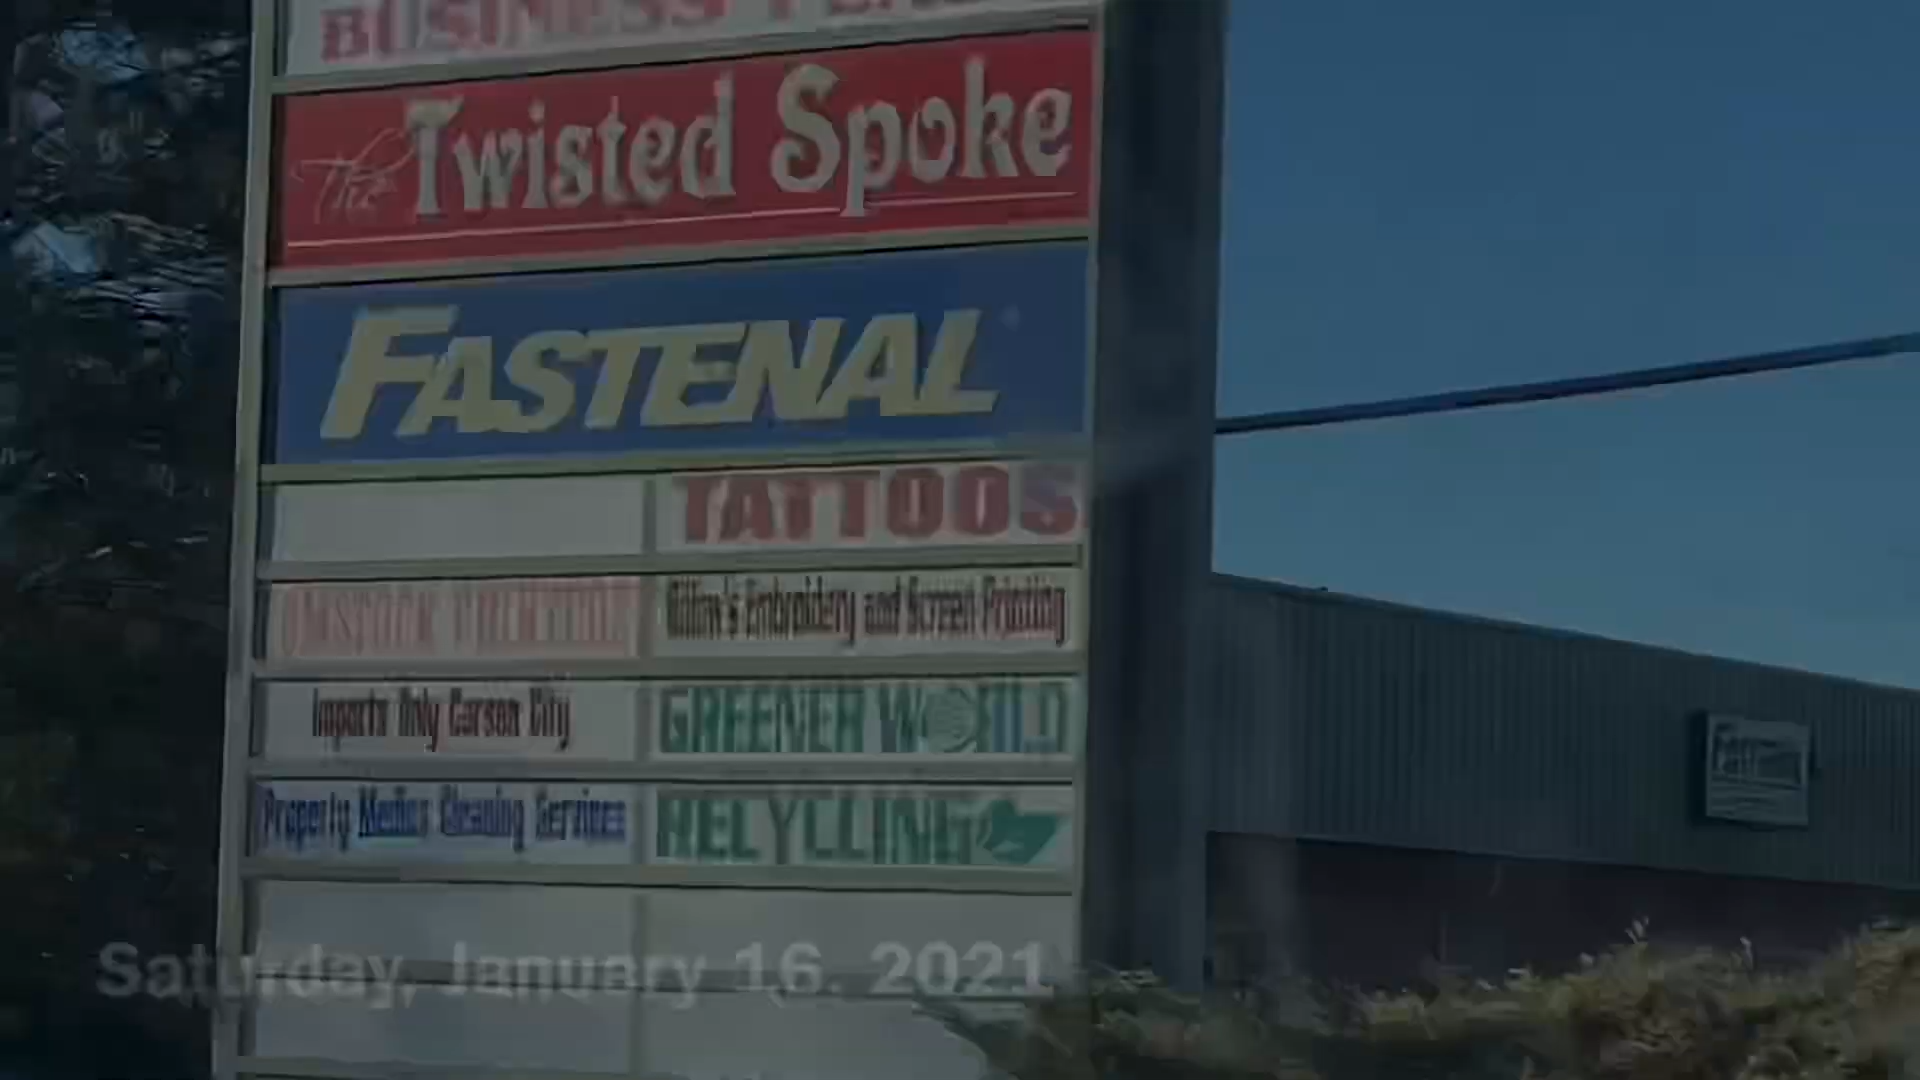 BUSINESS
The Twisted Spoke
FASTENAL
TATTOOS
Embroidery and Screen Printing
Imports Only Carson City
GREENER WORLD
Property Cleaning Services
RECYCLING
Saturday, January 16, 2021